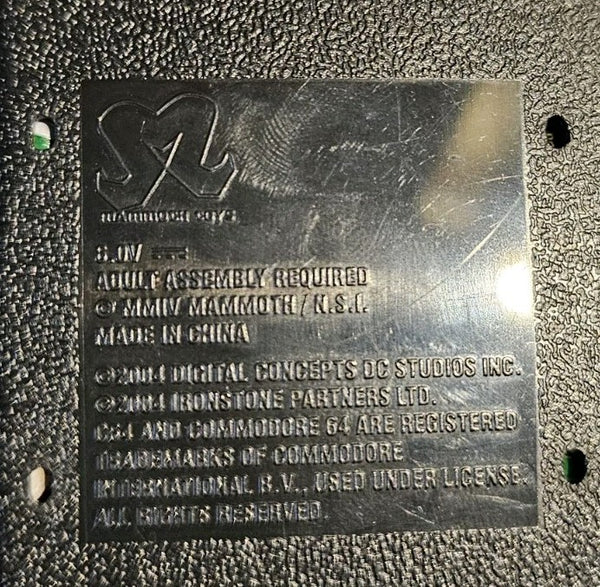 MAMMOTH TOYS
6.0V
ADULT ASSEMBLY REQUIRED
© MMIV MAMMOTH / N.S.I.
MADE IN CHINA
©2004 DIGITAL CONCEPTS DC STUDIOS INC.
©2004 IRONSTONE PARTNERS LTD.
C64 AND COMMODORE 64 ARE REGISTERED
TRADEMARKS OF COMMODORE
INTERNATIONAL B.V., USED UNDER LICENSE.
ALL RIGHTS RESERVED.